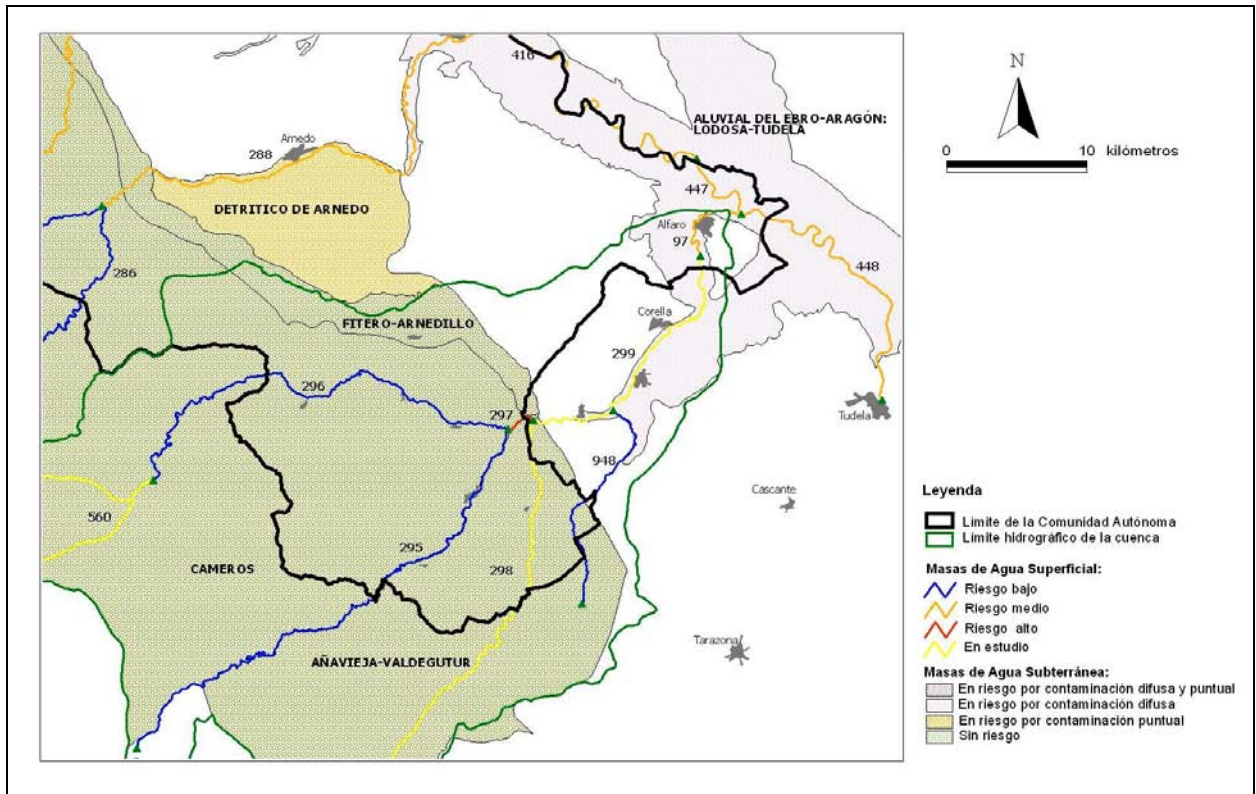 416
N
0 10 kilómetros
ALUVIAL DEL EBRO-ARAGÓN:
LODOSA-TUDELA
Arnedo
288
447
DETRITICO DE ARNEDO
Alfaro
97
448
286
Corella
FITERO-ARNEDILLO
299
296
297
Tudela
948
Cascante
560
295
298
CAMEROS
Tarazona
AÑAVIEJA-VALDEGUTUR
Leyenda
Límite de la Comunidad Autónoma
Límite hidrográfico de la cuenca
Masas de Agua Superficial:
Riesgo bajo
Riesgo medio
Riesgo alto
En estudio
Masas de Agua Subterránea:
En riesgo por contaminación difusa y puntual
En riesgo por contaminación difusa
En riesgo por contaminación puntual
Sin riesgo